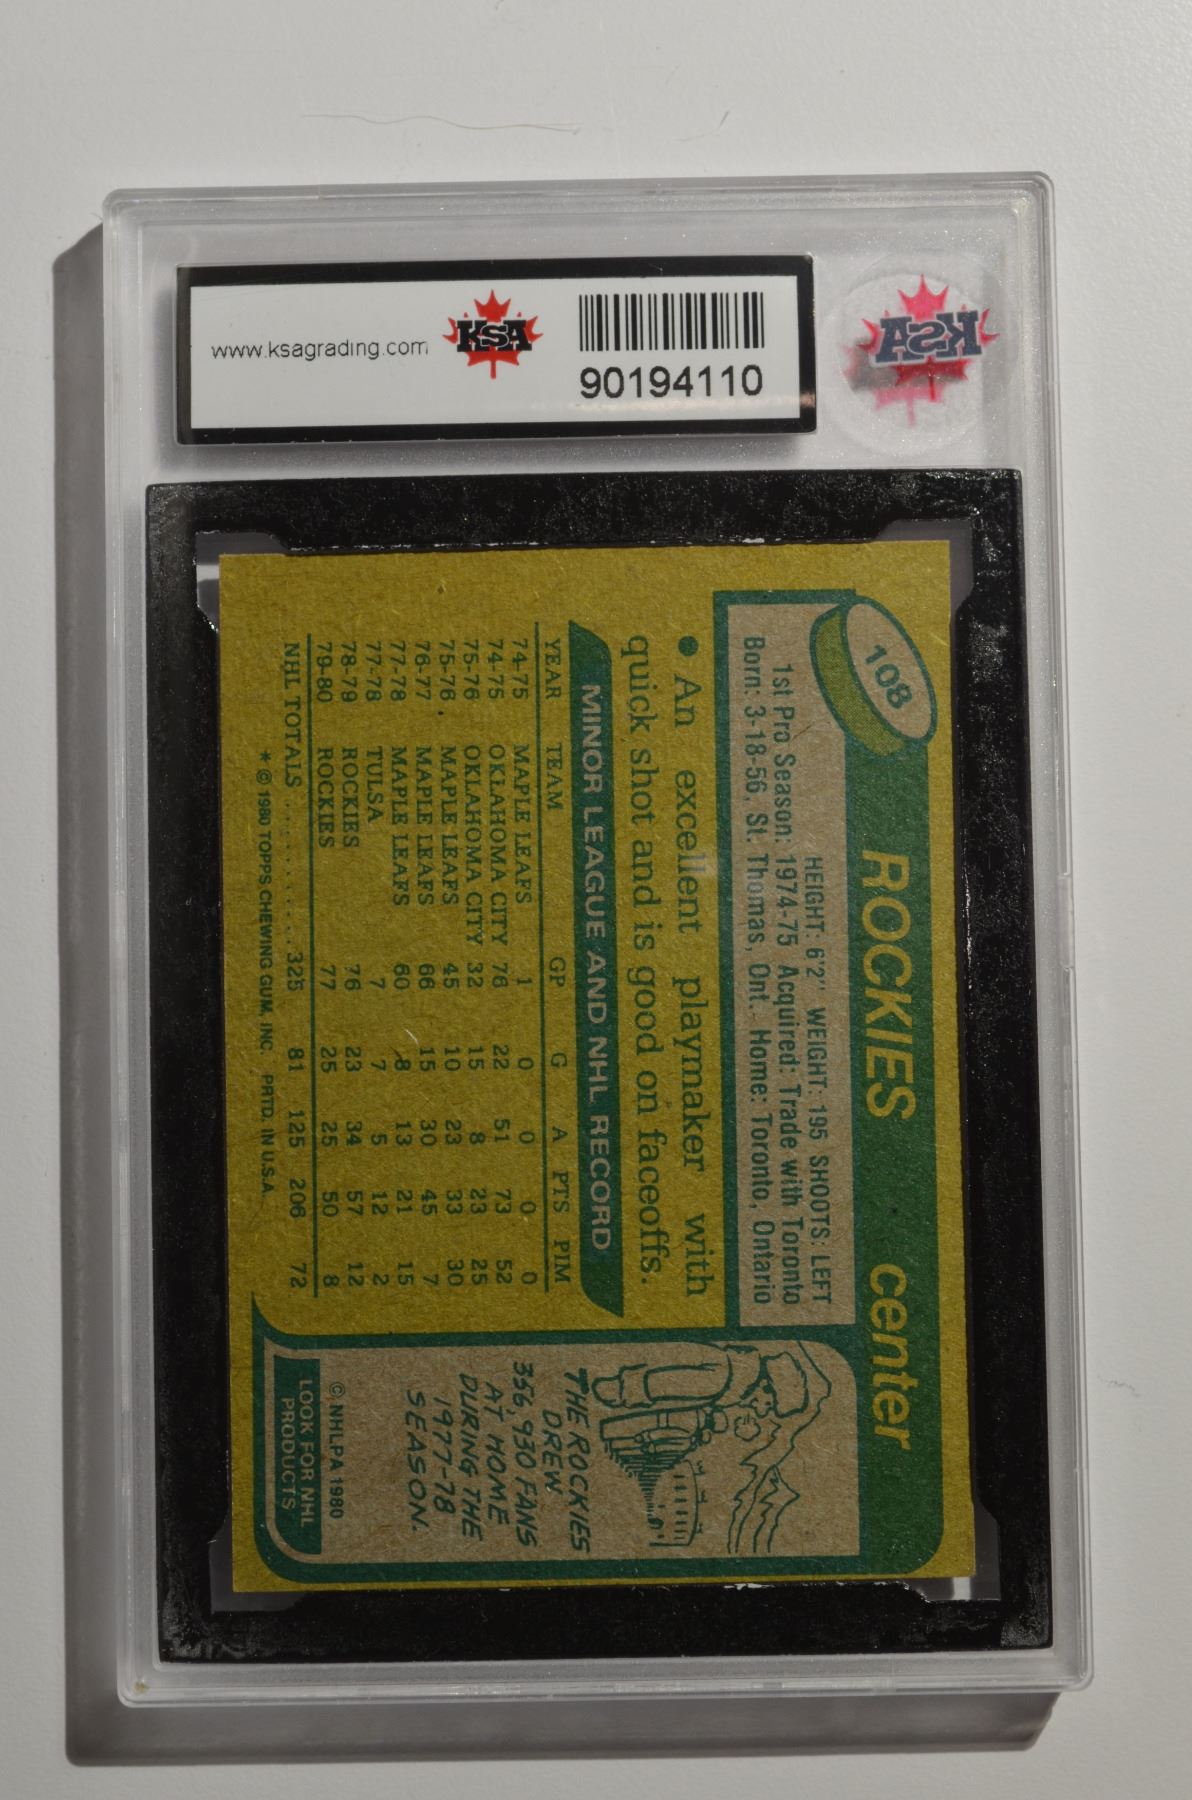 www.ksagrading.com
KSA
90194110
KSA
108
ROCKIES center
HEIGHT: 6'2" WEIGHT: 195 SHOOTS: LEFT
1st Pro Season: 1974-75 Acquired: Trade with Toronto
Born: 3-18-56, St. Thomas, Ont. Home: Toronto, Ontario
• An excellent playmaker with
quick shot and is good on faceoffs.
MINOR LEAGUE AND NHL RECORD
YEAR TEAM GP G A PTS PIM
74-75 MAPLE LEAFS 1 0 0 0 0
74-75 OKLAHOMA CITY 76 22 51 73 52
75-76 OKLAHOMA CITY 32 15 8 23 25
75-76 MAPLE LEAFS 45 10 23 33 30
76-77 MAPLE LEAFS 66 15 30 45 7
77-78 MAPLE LEAFS 60 8 13 21 15
77-78 TULSA 7 7 5 12 2
78-79 ROCKIES 76 23 34 57 12
79-80 ROCKIES 77 25 25 50 8
NHL TOTALS .......... 325 81 125 206 72
* © 1980 TOPPS CHEWING GUM, INC. PRTD. IN U.S.A.
THE ROCKIES
DREW
356,930 FANS
AT HOME
DURING THE
1977-78
SEASON.
© NHLPA 1980
LOOK FOR NHL
PRODUCTS